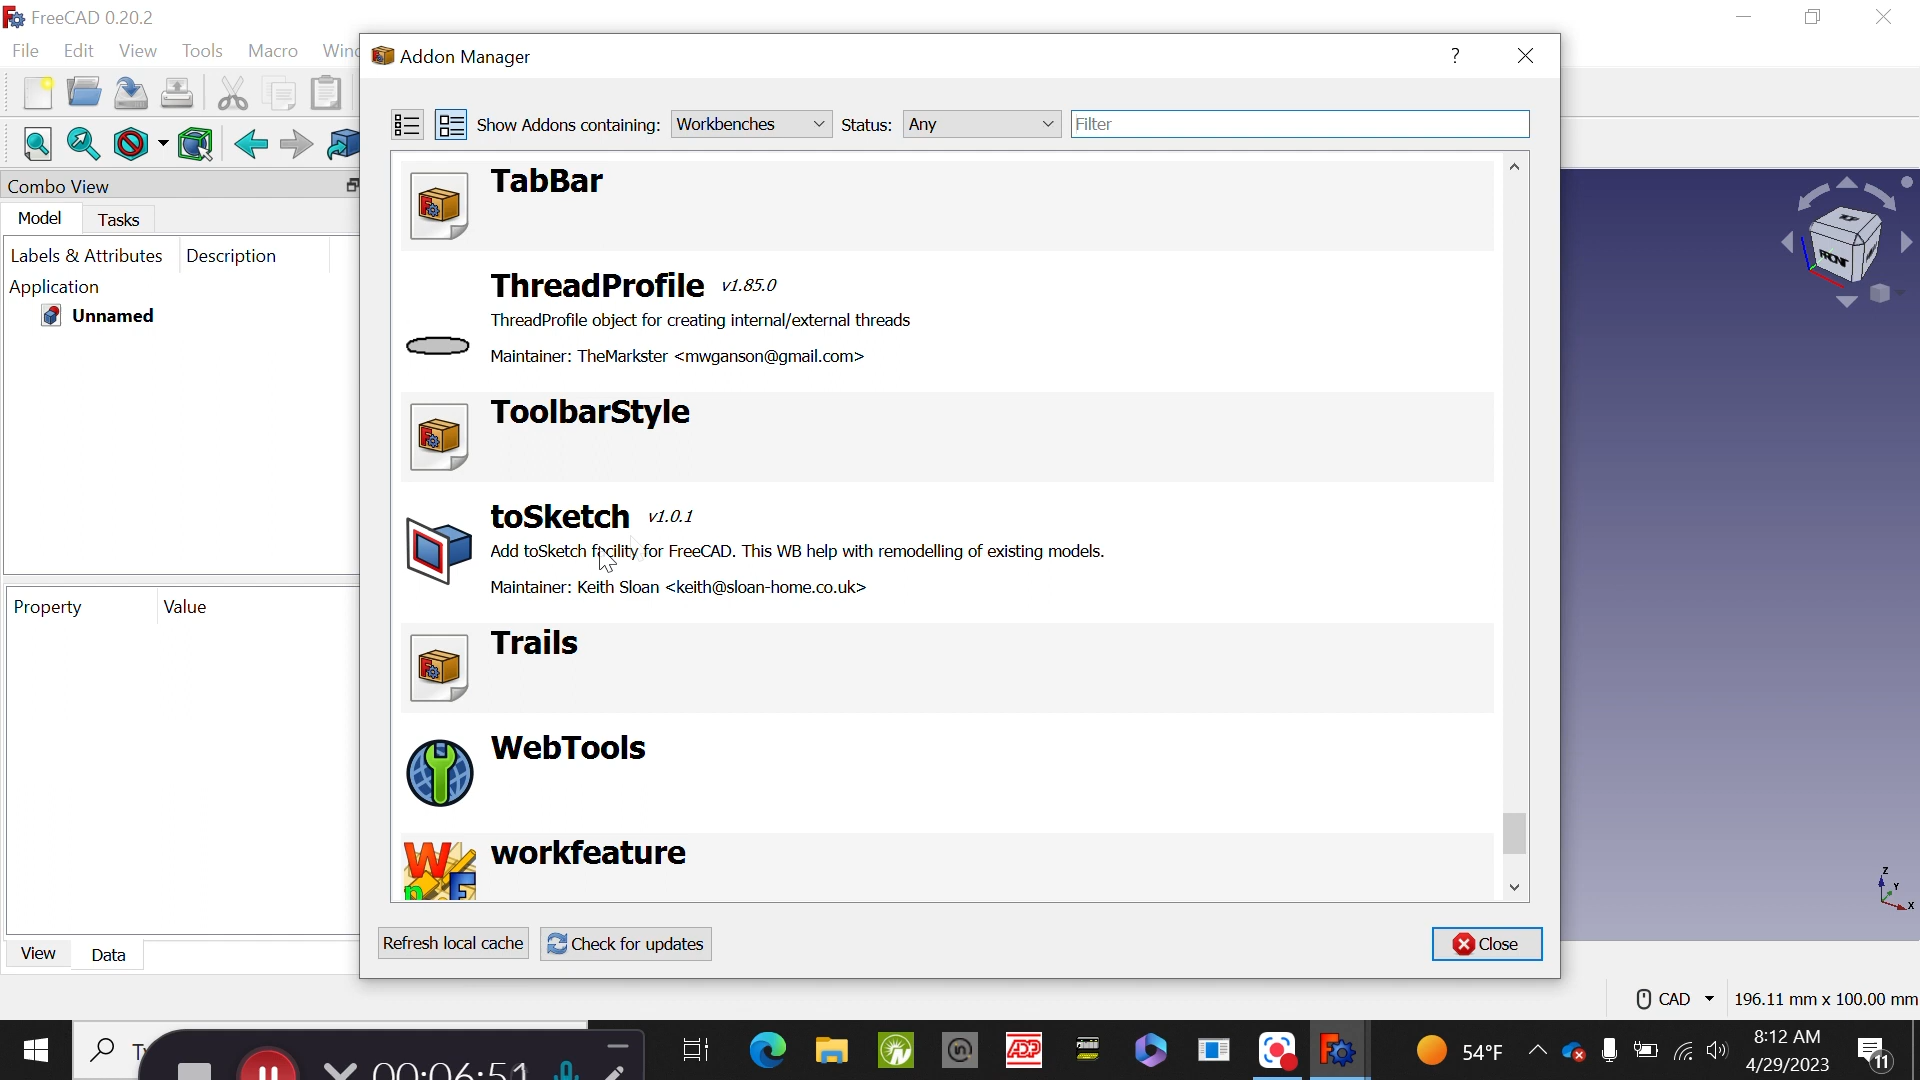 FreeCAD 0.20.2
File Edit View Tools Macro Wind
Addon Manager ?
Show Addons containing: Workbenches Status: Any Filter
Combo View
Model Tasks
Labels & Attributes Description
Application
Unnamed
Property Value
View Data
TabBar
ThreadProfile v1.85.0
ThreadProfile object for creating internal/external threads
Maintainer: TheMarkster <mwganson@gmail.com>
ToolbarStyle
toSketch v1.0.1
Add toSketch facility for FreeCAD. This WB help with remodelling of existing models.
Maintainer: Keith Sloan <keith@sloan-home.co.uk>
Trails
WebTools
workfeature
Refresh local cache Check for updates Close
TOP
FRONT
Z
Y
X
CAD 196.11 mm x 100.00 mm
00:06:51
ADP
54°F
8:12 AM
4/29/2023
11